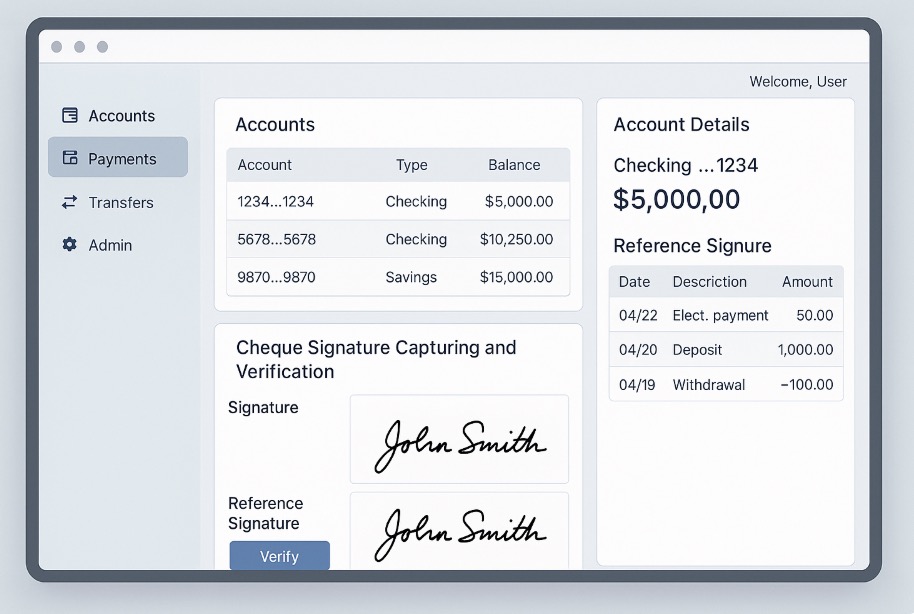 Welcome, User
Accounts
Payments
Transfers
Admin
Accounts
Account Type Balance
1234...1234 Checking $5,000.00
5678...5678 Checking $10,250.00
9870...9870 Savings $15,000.00
Cheque Signature Capturing and
Verification
Signature
John Smith
Reference
Signature
John Smith
Verify
Account Details
Checking ...1234
$5,000,00
Reference Signure
Date Descriction Amount
04/22 Elect. payment 50.00
04/20 Deposit 1,000.00
04/19 Withdrawal −100.00